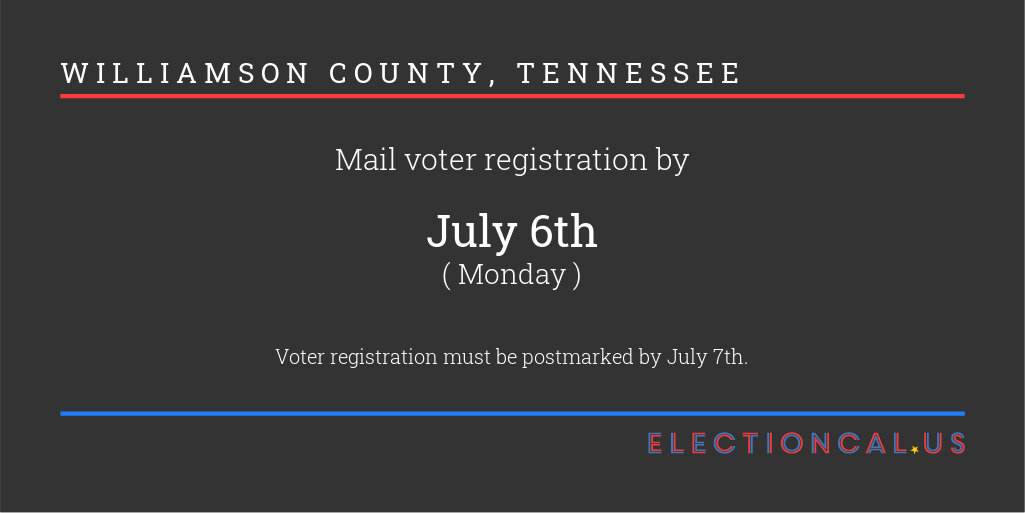 WILLIAMSON COUNTY, TENNESSEE
Mail voter registration by
July 6th
( Monday )
Voter registration must be postmarked by July 7th.
ELECTIONCAL.US